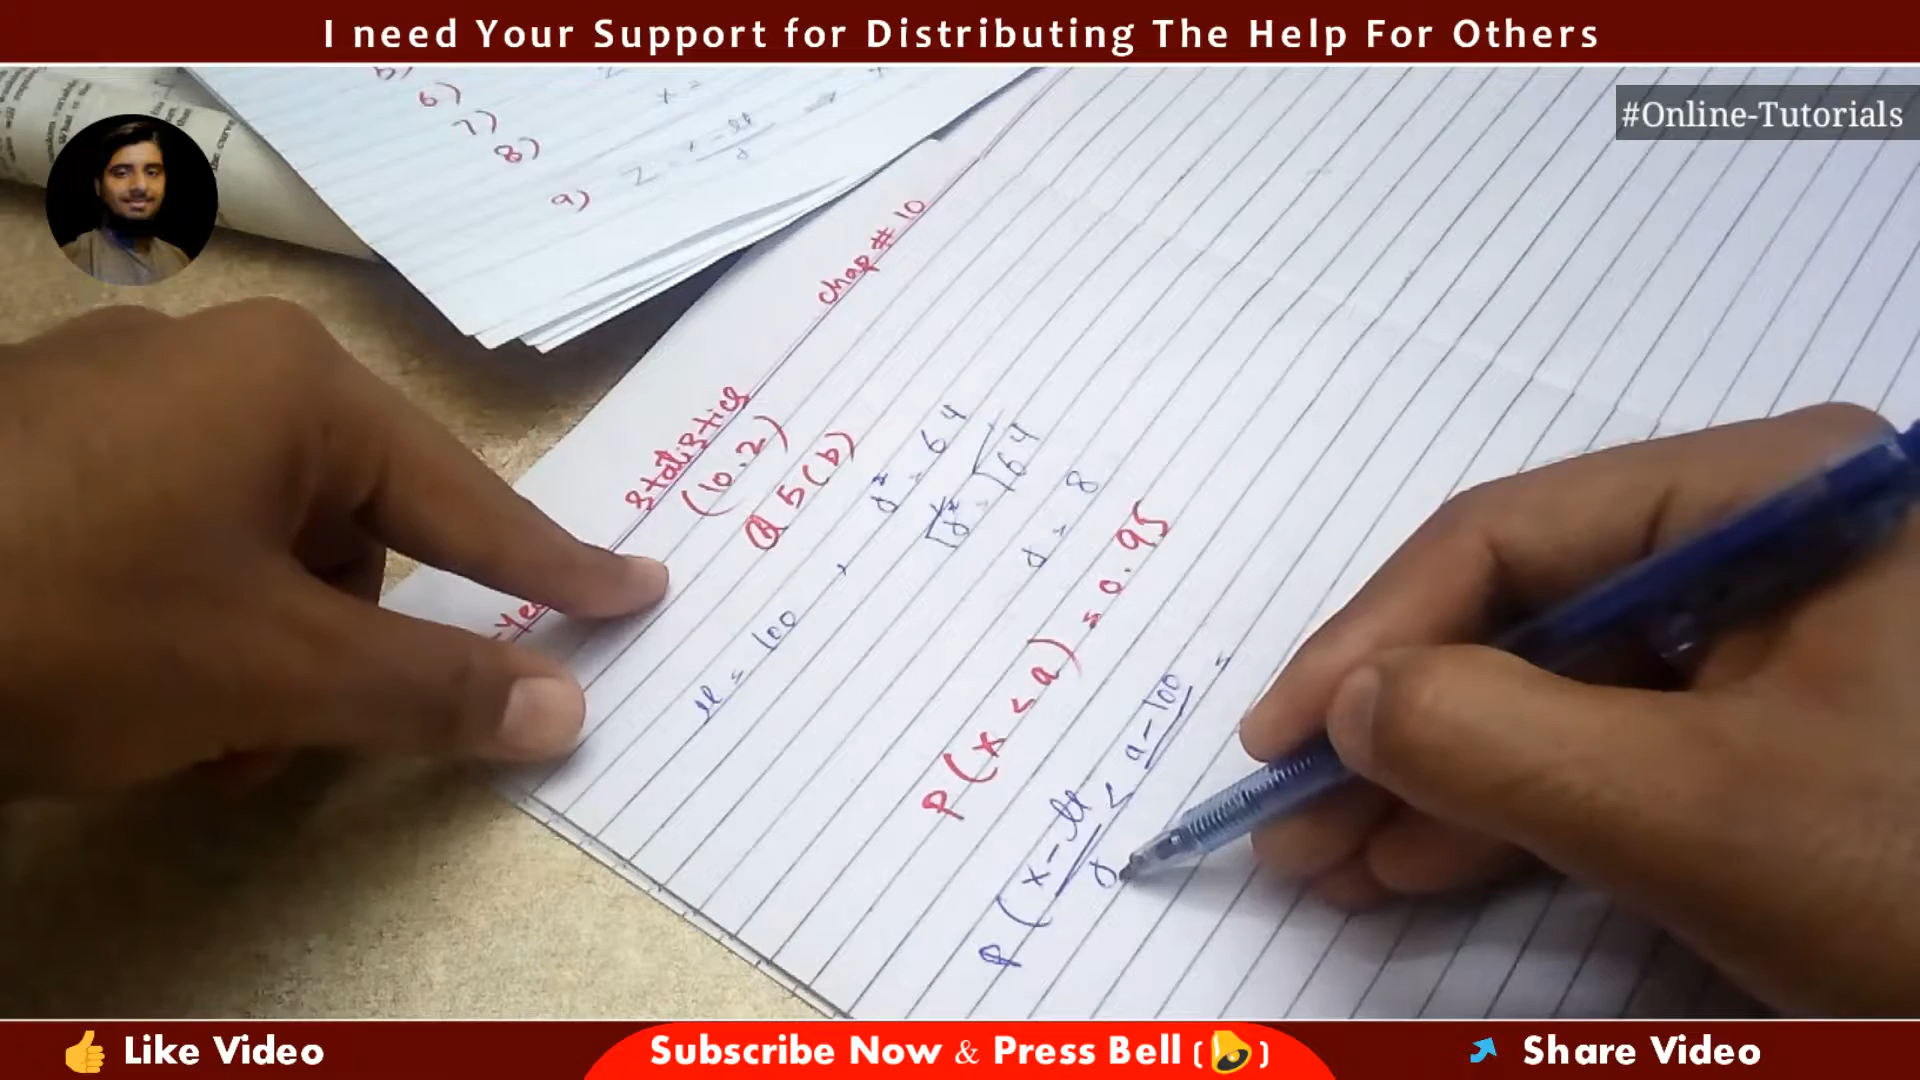 I need Your Support for Distributing The Help For Others
#Online-Tutorials
6)
7)
8)
9) Z = x - μ / σ
x =
Statistics Chap # 10
(10.2)
Q 5(b)
μ = 100 , σ² = 64
√σ² = √64
σ = 8
P(x < a) = 0.95
P(x - μ / σ < a - 100 =
Like Video
Subscribe Now & Press Bell ( )
Share Video